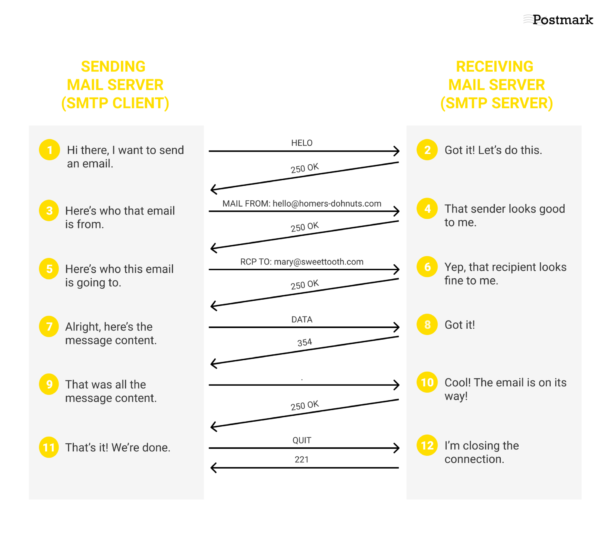 Postmark
SENDING
MAIL SERVER
(SMTP CLIENT)
RECEIVING
MAIL SERVER
(SMTP SERVER)
1
Hi there, I want to send
an email.
HELO
2
Got it! Let's do this.
250 OK
3
Here's who that email
is from.
MAIL FROM: hello@homers-dohnuts.com
4
That sender looks good
to me.
250 OK
5
Here's who this email
is going to.
RCP TO: mary@sweettooth.com
6
Yep, that recipient looks
fine to me.
250 OK
7
Alright, here's the
message content.
DATA
8
Got it!
354
9
That was all the
message content.
.
10
Cool! The email is on its
way!
250 OK
11
That's it! We're done.
QUIT
12
I'm closing the
connection.
221